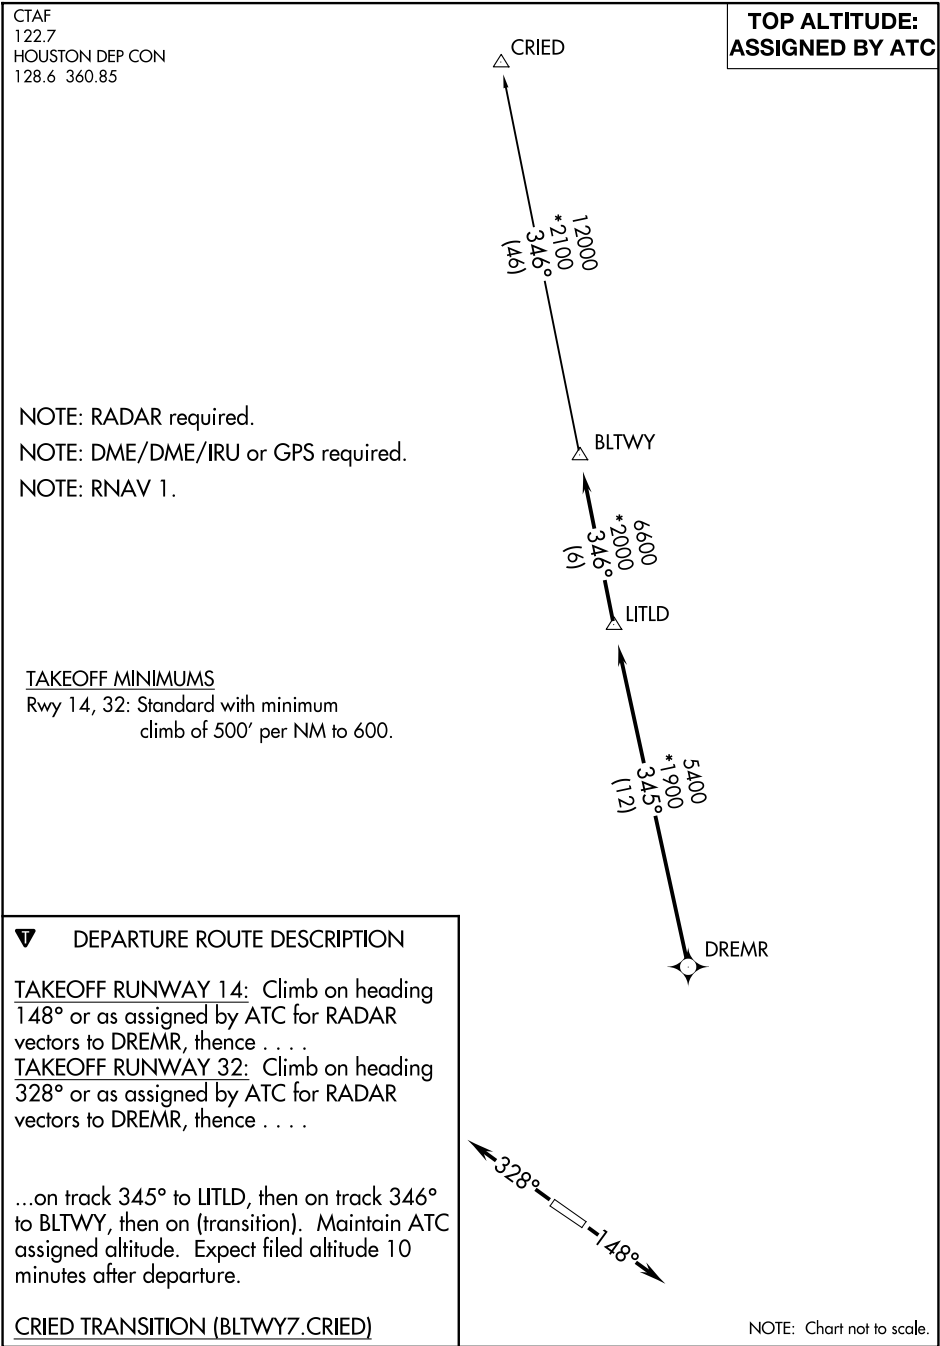 CTAF
122.7
HOUSTON DEP CON
128.6 360.85
TOP ALTITUDE:
ASSIGNED BY ATC
CRIED
12000
*2100
346°
(46)
NOTE: RADAR required.
NOTE: DME/DME/IRU or GPS required.
NOTE: RNAV 1.
BLTWY
6600
*2000
346°
(6)
LITLD
TAKEOFF MINIMUMS
Rwy 14, 32: Standard with minimum
climb of 500' per NM to 600.
5400
*1900
345°
(12)
DREMR
T DEPARTURE ROUTE DESCRIPTION
TAKEOFF RUNWAY 14: Climb on heading
148° or as assigned by ATC for RADAR
vectors to DREMR, thence . . . .
TAKEOFF RUNWAY 32: Climb on heading
328° or as assigned by ATC for RADAR
vectors to DREMR, thence . . . .
...on track 345° to LITLD, then on track 346°
to BLTWY, then on (transition). Maintain ATC
assigned altitude. Expect filed altitude 10
minutes after departure.
CRIED TRANSITION (BLTWY7.CRIED)
328°
148°
NOTE: Chart not to scale.